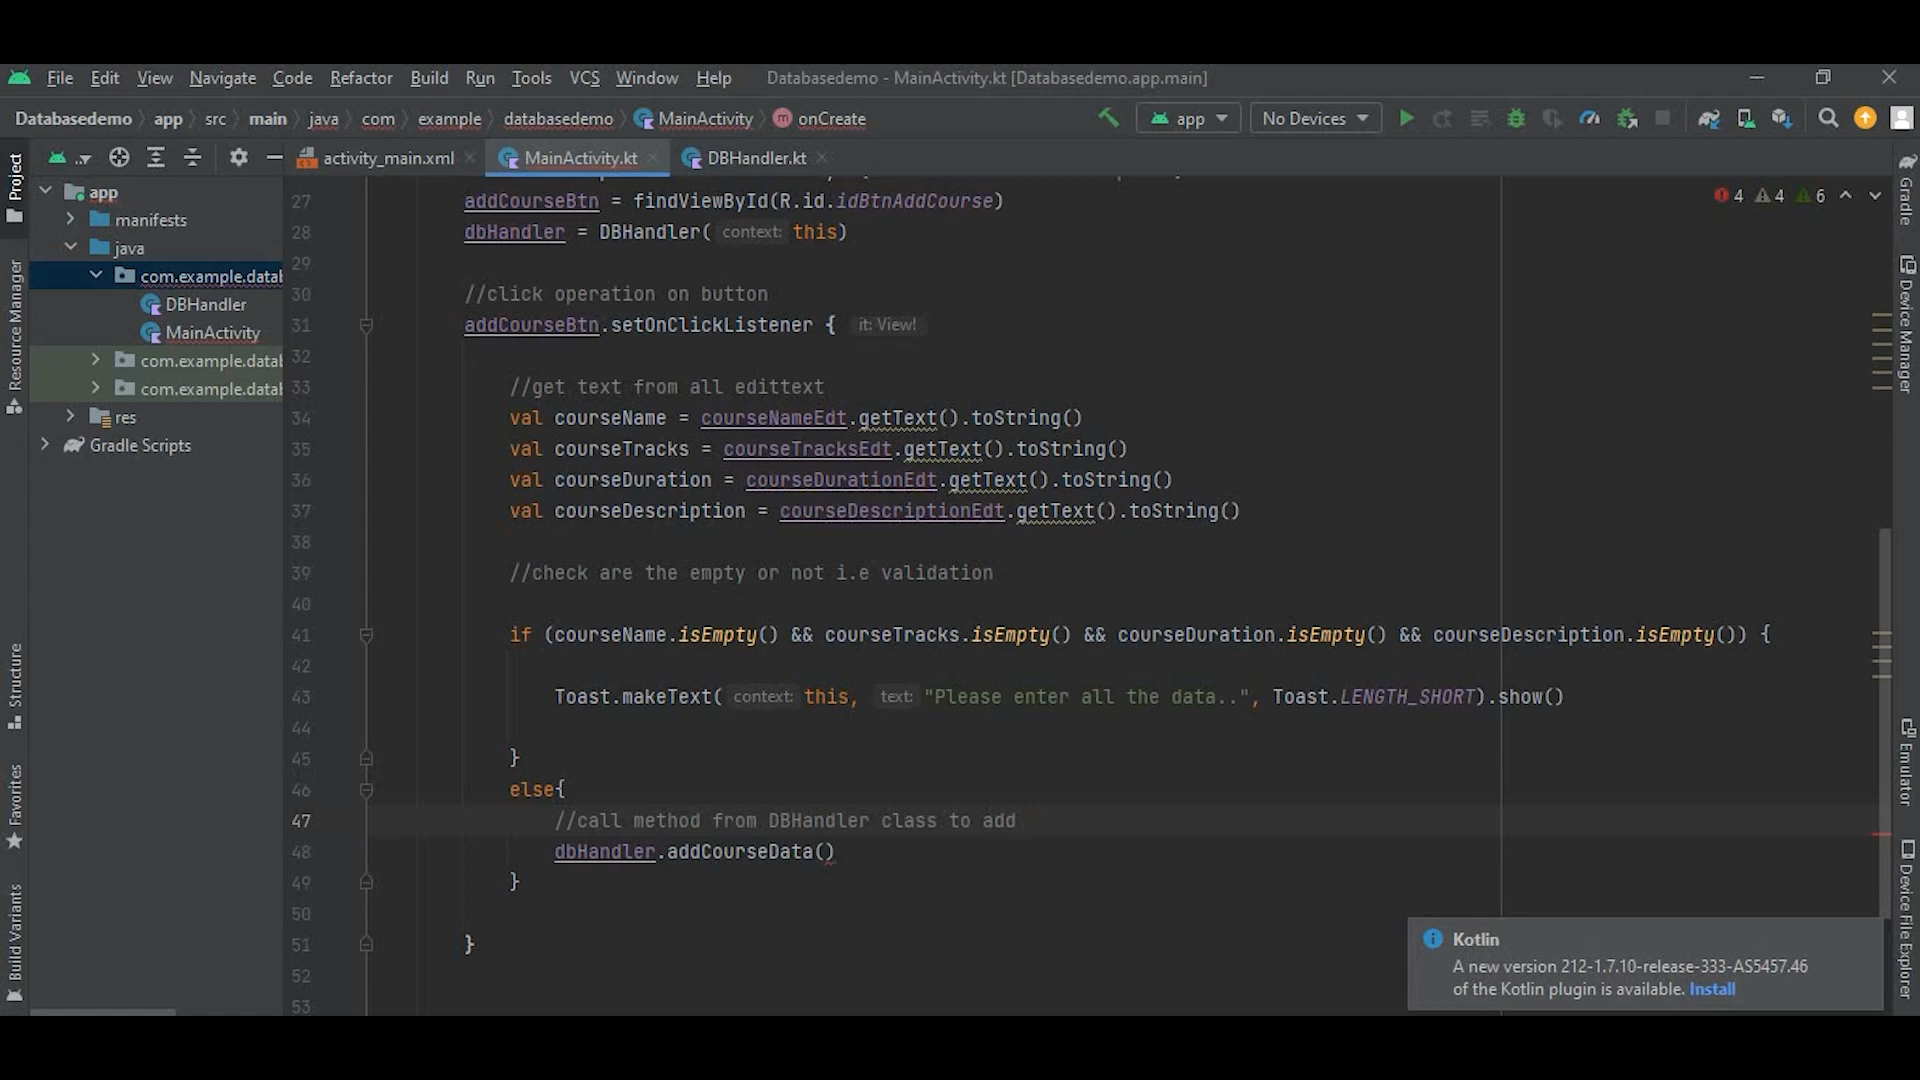 File Edit View Navigate Code Refactor Build Run Tools VCS Window Help Databasedemo - MainActivity.kt [Databasedemo.app.main]
Databasedemo app src main java com example databasedemo MainActivity onCreate app No Devices
activity_main.xml MainActivity.kt DBHandler.kt
Project
Resource Manager
Structure
Favorites
Build Variants
app
manifests
java
com.example.datab
DBHandler
MainActivity
com.example.datab
com.example.datab
res
Gradle Scripts
4 4 6
27 addCourseBtn = findViewById(R.id.idBtnAddCourse)
28 dbHandler = DBHandler( context: this)
29
30 //click operation on button
31 addCourseBtn.setOnClickListener { it: View!
32
33 //get text from all edittext
34 val courseName = courseNameEdt.getText().toString()
35 val courseTracks = courseTracksEdt.getText().toString()
36 val courseDuration = courseDurationEdt.getText().toString()
37 val courseDescription = courseDescriptionEdt.getText().toString()
38
39 //check are the empty or not i.e validation
40
41 if (courseName.isEmpty() && courseTracks.isEmpty() && courseDuration.isEmpty() && courseDescription.isEmpty()) {
42
43 Toast.makeText( context: this, text: "Please enter all the data..", Toast.LENGTH_SHORT).show()
44
45 }
46 else{
47 //call method from DBHandler class to add
48 dbHandler.addCourseData()
49 }
50
51 }
52
53
Gradle
Device Manager
Emulator
Device File Explorer
Kotlin
A new version 212-1.7.10-release-333-AS5457.46
of the Kotlin plugin is available. Install